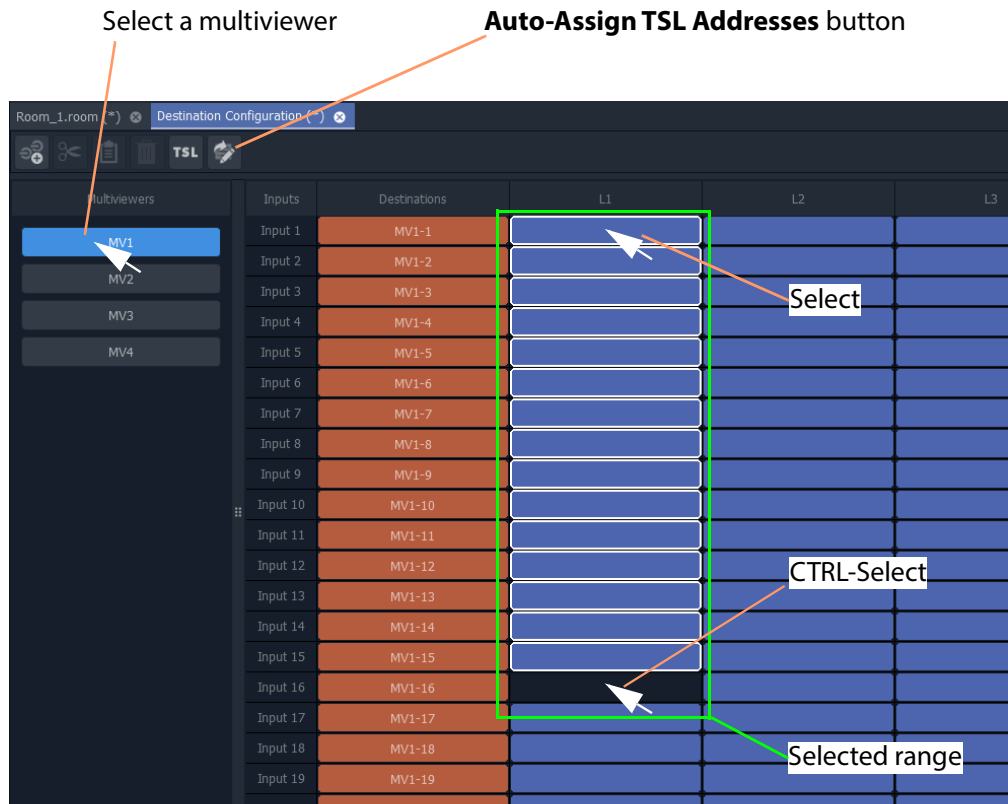 Select a multiviewer
Auto-Assign TSL Addresses button
Room_1.room (*)
Destination Configuration (*)
TSL
Multiviewers
Inputs
Destinations
L1
L2
L3
MV1
MV2
MV3
MV4
Input 1 MV1-1
Input 2 MV1-2
Input 3 MV1-3
Input 4 MV1-4
Input 5 MV1-5
Input 6 MV1-6
Input 7 MV1-7
Input 8 MV1-8
Input 9 MV1-9
Input 10 MV1-10
Input 11 MV1-11
Input 12 MV1-12
Input 13 MV1-13
Input 14 MV1-14
Input 15 MV1-15
Input 16 MV1-16
Input 17 MV1-17
Input 18 MV1-18
Input 19 MV1-19
Select
CTRL-Select
Selected range